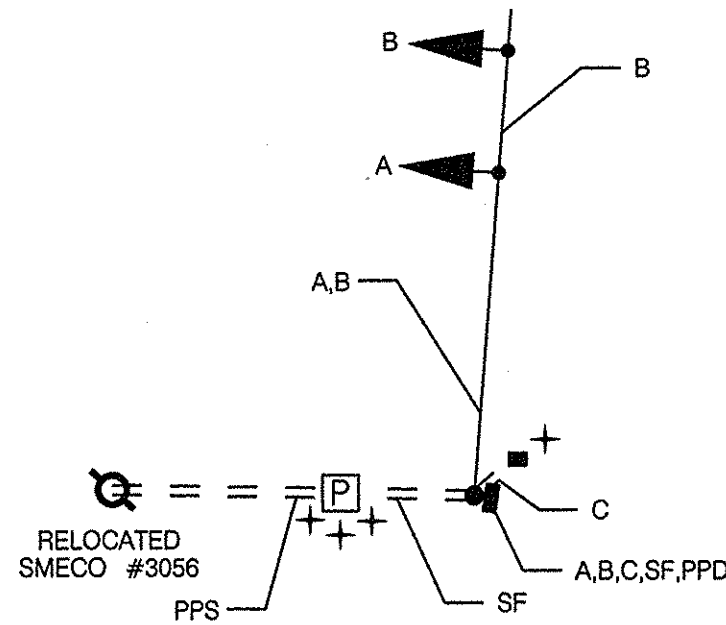 B
B
A
A,B
P
C
RELOCATED
SMECO #3056
A,B,C,SF,PPD
PPS
SF